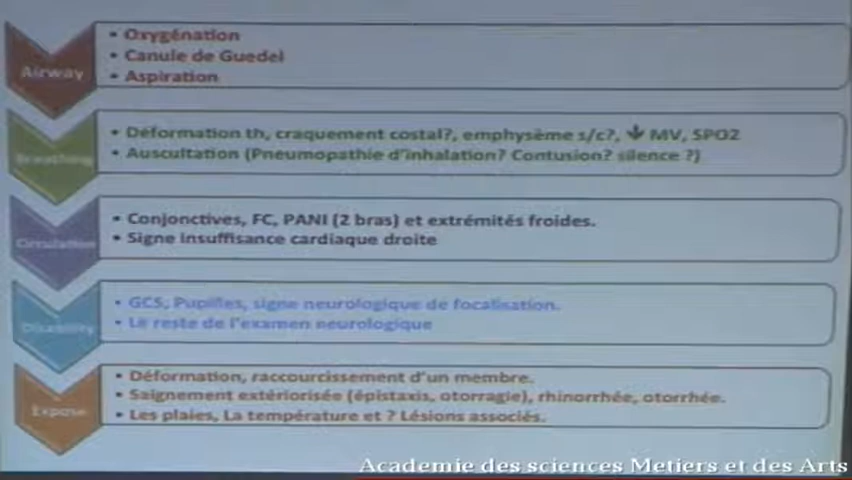 Airway
• Oxygénation
• Canule de Guedel
• Aspiration
Breathing
• Déformation th, craquement costal?, emphysème s/c?, ↓ MV, SPO2
• Auscultation (Pneumopathie d'inhalation? Contusion? silence ?)
Circulation
• Conjonctives, FC, PANI (2 bras) et extrémités froides.
• Signe insuffisance cardiaque droite
Disability
• GCS, Pupilles, signe neurologique de focalisation.
• Le reste de l'examen neurologique
Expose
• Déformation, raccourcissement d'un membre.
• Saignement extériorisée (épistaxis, otorragie), rhinorrhée, otorrhée.
• Les plaies, La température et ? Lésions associés.
Academie des sciences Metiers et des Arts